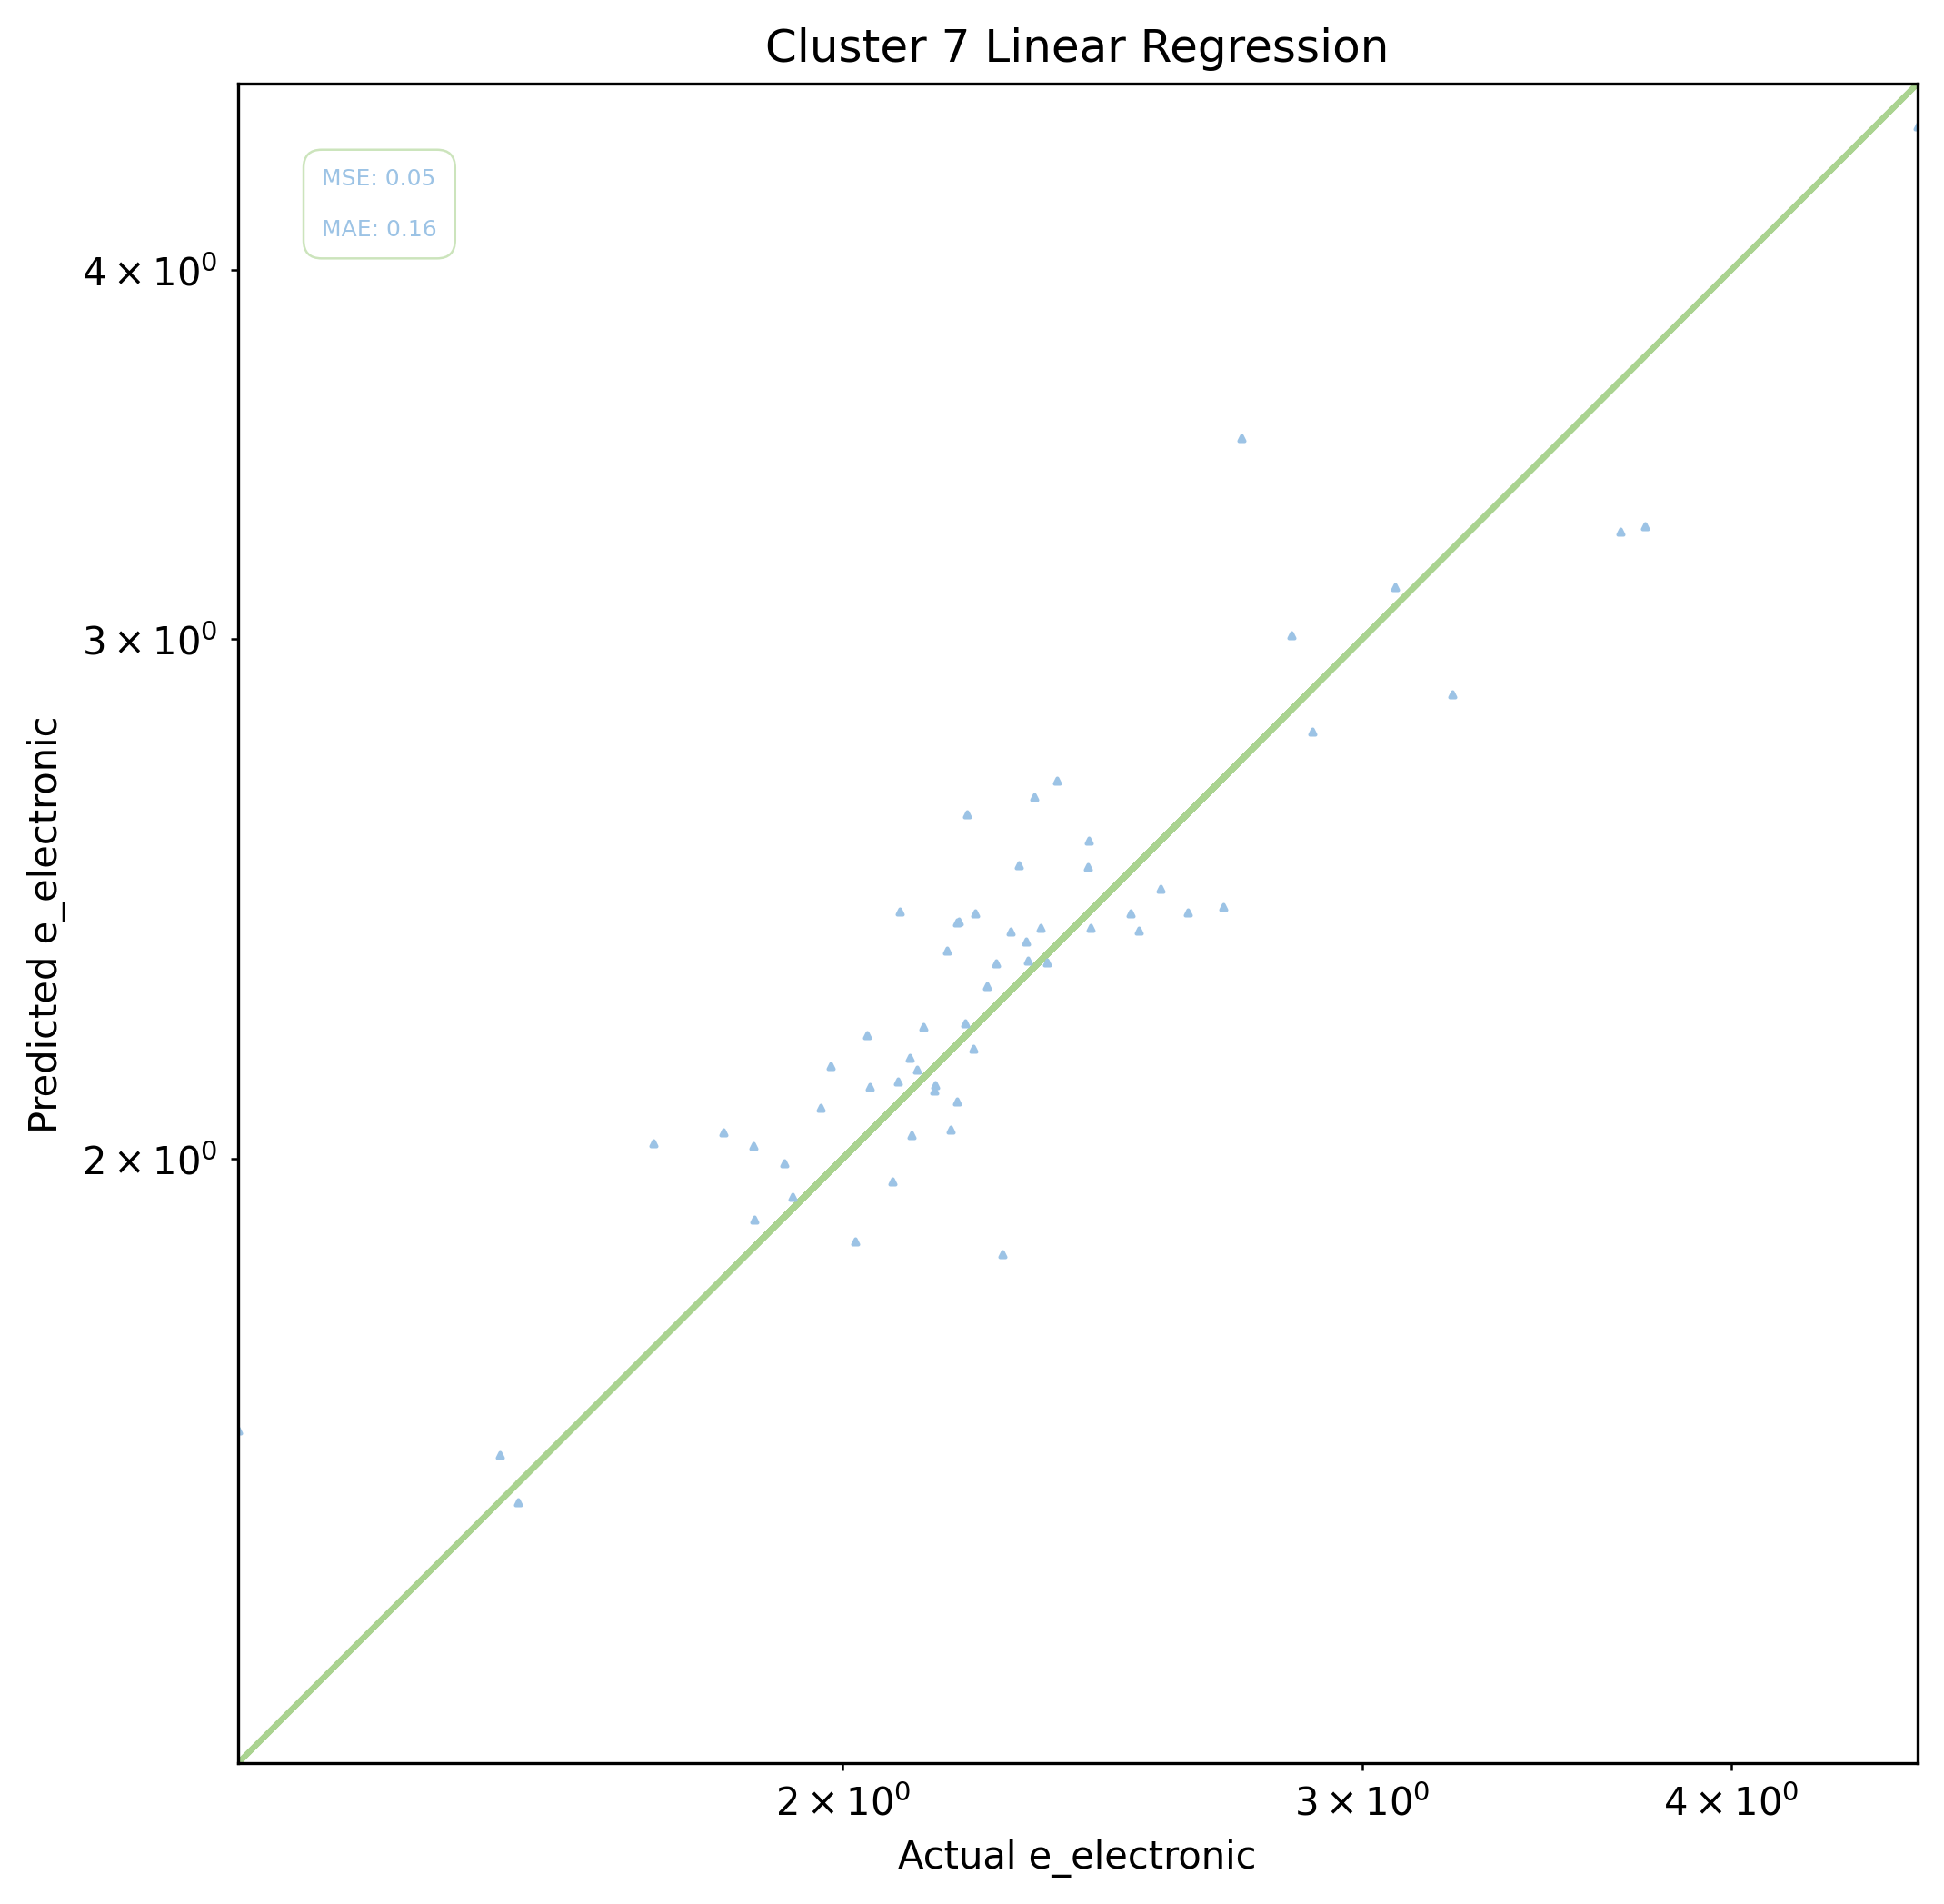 Cluster 7 Linear Regression
MSE: 0.05
MAE: 0.16
4 × 10⁰
3 × 10⁰
2 × 10⁰
Predicted e_electronic
2 × 10⁰
3 × 10⁰
4 × 10⁰
Actual e_electronic